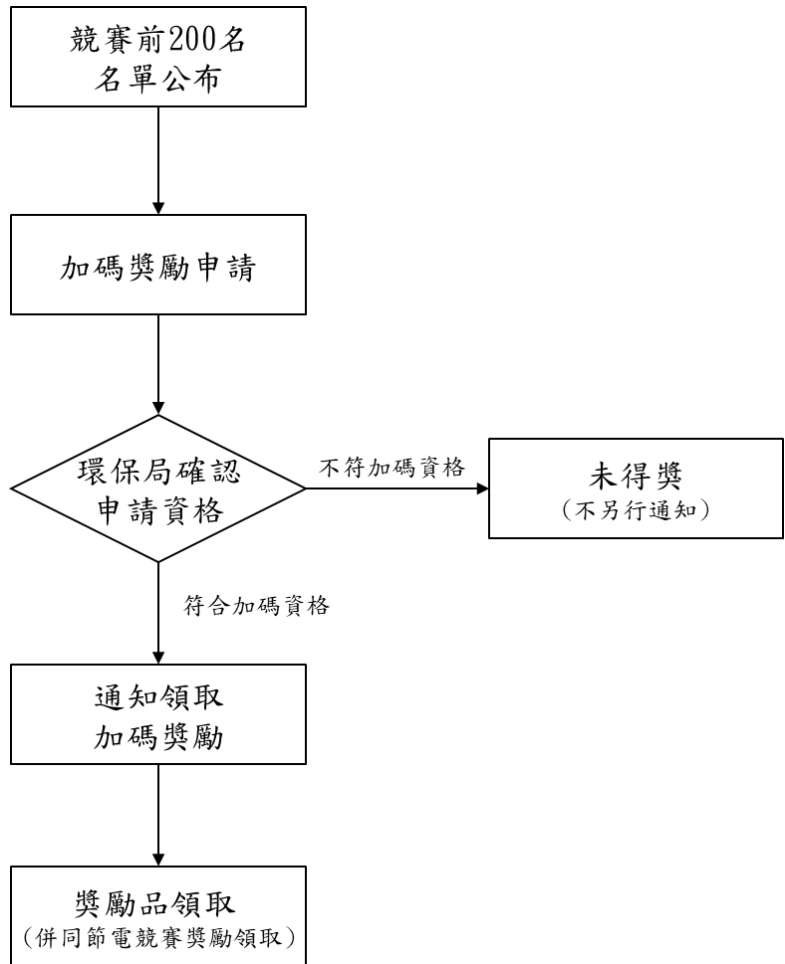 競賽前200名
名單公布
加碼獎勵申請
環保局確認
申請資格
不符加碼資格
未得獎
（不另行通知）
符合加碼資格
通知領取
加碼獎勵
獎勵品領取
（併同節電競賽獎勵領取）